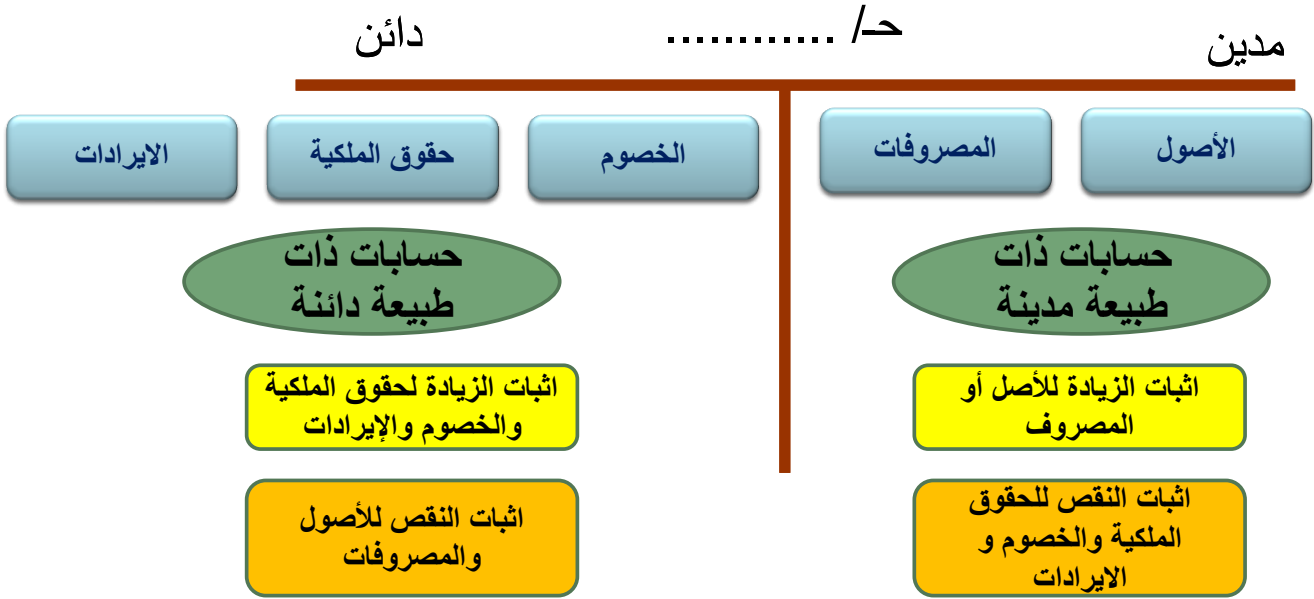 مدين
حـ/ ............
دائن
الأصول
المصروفات
الخصوم
حقوق الملكية
الايرادات
حسابات ذات
طبيعة مدينة
حسابات ذات
طبيعة دائنة
اثبات الزيادة للأصل أو
المصروف
اثبات الزيادة لحقوق الملكية
والخصوم والإيرادات
اثبات النقص للحقوق
الملكية والخصوم و
الايرادات
اثبات النقص للأصول
والمصروفات